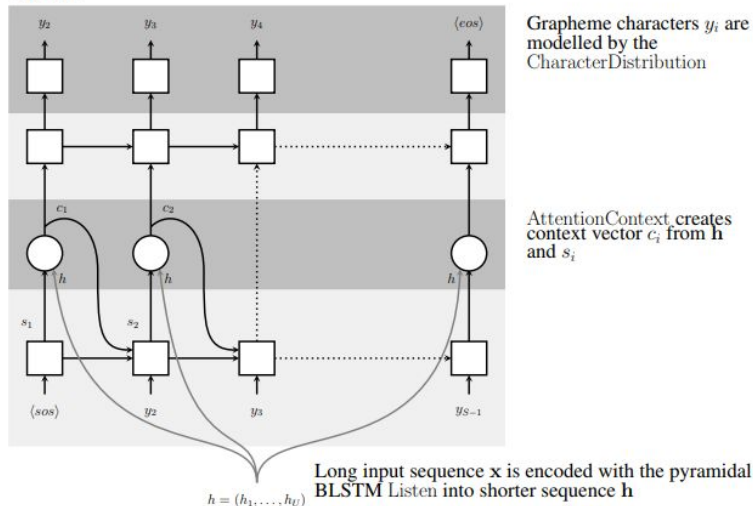 y₂ y₃ y₄ ⟨eos⟩
Grapheme characters yᵢ are
modelled by the
CharacterDistribution
c₁ c₂
AttentionContext creates
context vector cᵢ from h
and sᵢ
h h h
s₁ s₂
⟨sos⟩ y₂ y₃ y_{S−1}
Long input sequence x is encoded with the pyramidal
BLSTM Listen into shorter sequence h
h = (h₁, . . . , h_U)